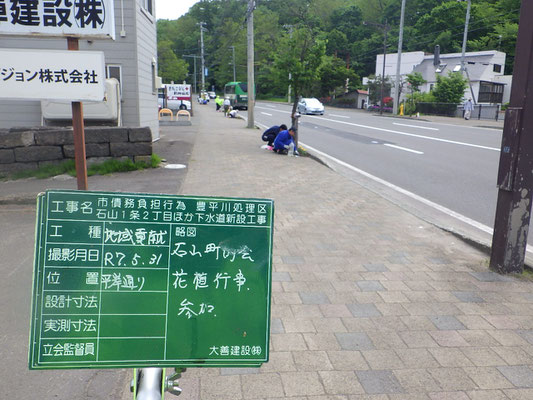 建設㈱
ジョン株式会社
工事名 市債務負担行為 豊平川処理区
石山1条2丁目ほか下水道新設工事
工種 地域貢献
撮影月日 R7.5.31
位置 平岸通り
設計寸法
実測寸法
立会監督員
略図
石山町内会
花植行事
参加
大善建設㈱